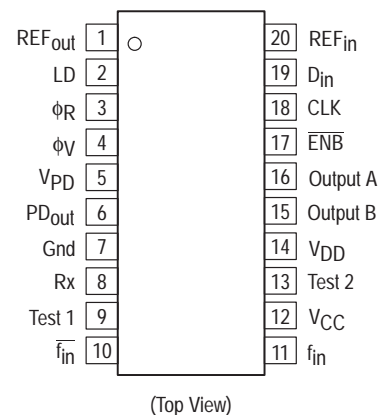 REFout 1 20 REFin
LD 2 19 Din
ϕR 3 18 CLK
ϕV 4 17 E̅N̅B̅
VPD 5 16 Output A
PDout 6 15 Output B
Gnd 7 14 VDD
Rx 8 13 Test 2
Test 1 9 12 VCC
f̅i̅n̅ 10 11 fin
(Top View)